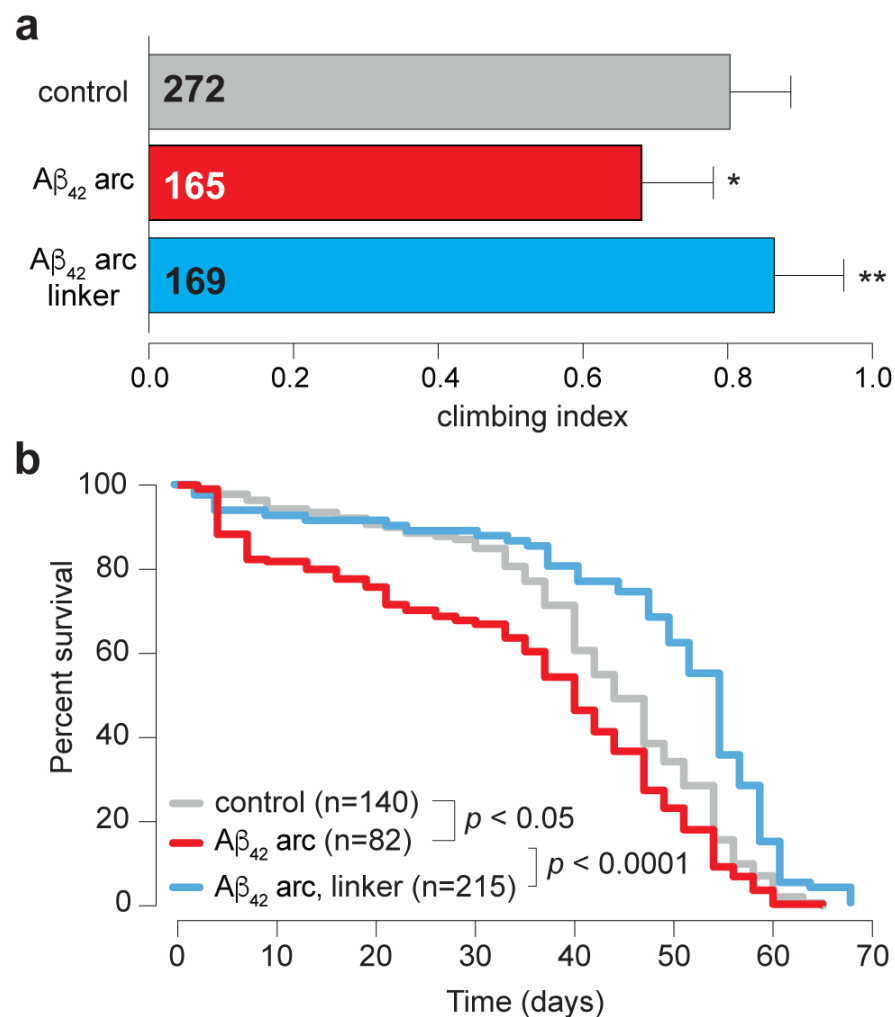 a
control
272
Aβ42 arc
165
*
Aβ42 arc
linker
169
**
0.0 0.2 0.4 0.6 0.8 1.0
climbing index
b
Percent survival
100
80
60
40
20
0
control (n=140)
p < 0.05
Aβ42 arc (n=82)
p < 0.0001
Aβ42 arc, linker (n=215)
0 10 20 30 40 50 60 70
Time (days)